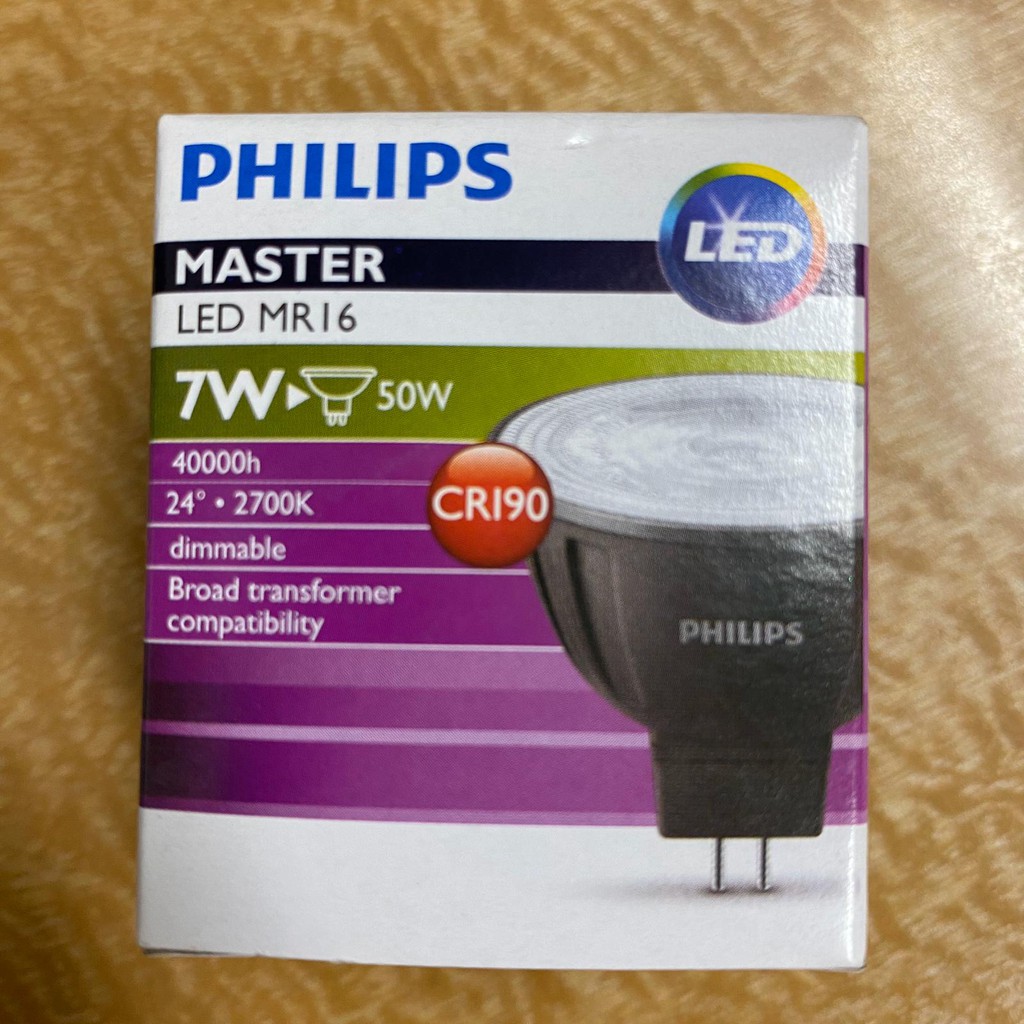 PHILIPS
LED
MASTER
LED MR16
7W 50W
40000h
24° • 2700K
CRI90
dimmable
Broad transformer
compatibility
PHILIPS